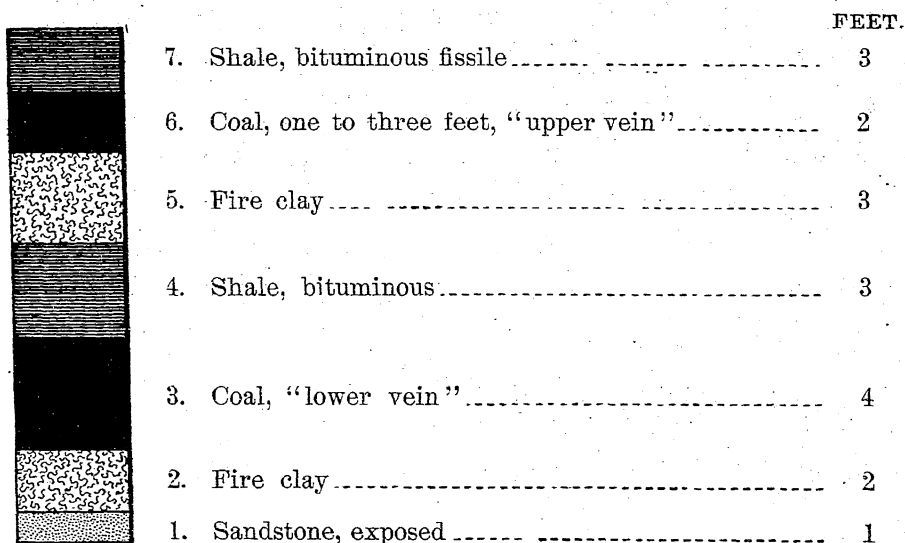 FEET.
7. Shale, bituminous fissile 3
6. Coal, one to three feet, “upper vein” 2
5. Fire clay 3
4. Shale, bituminous 3
3. Coal, “lower vein” 4
2. Fire clay 2
1. Sandstone, exposed 1